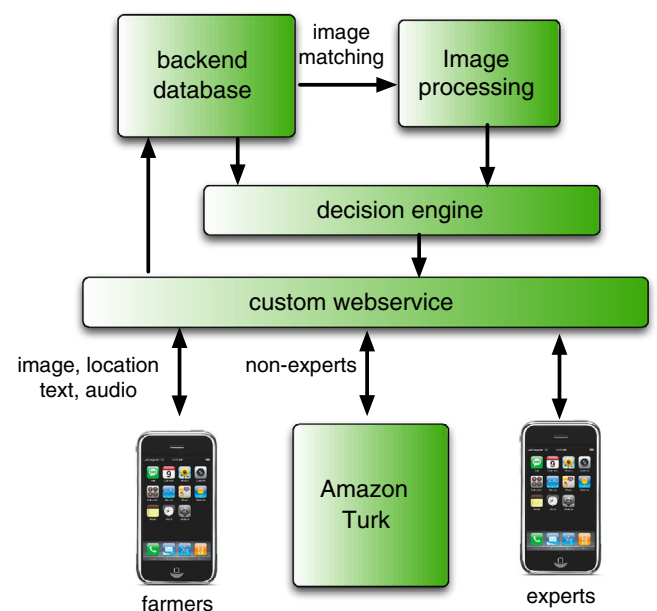 backend
database
image
matching
Image
processing
decision engine
custom webservice
image, location
text, audio
non-experts
Amazon
Turk
farmers
experts